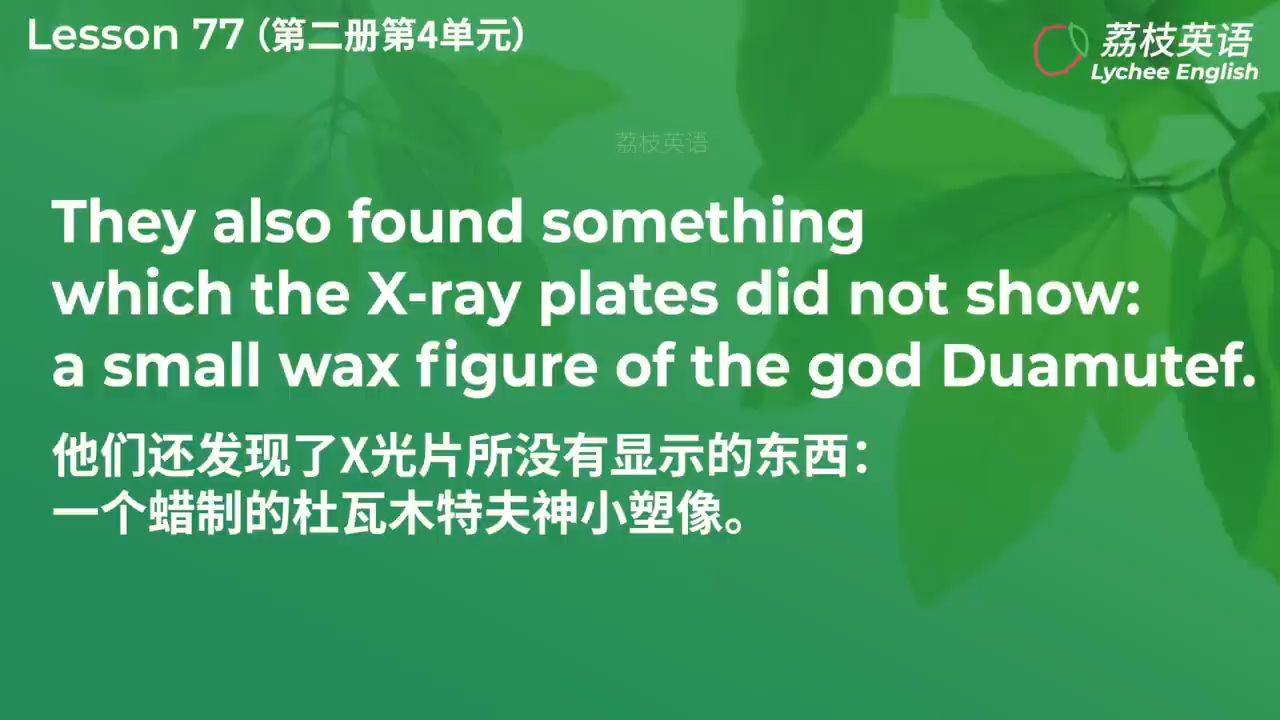 Lesson 77 (第二册第4单元)
荔枝英语
Lychee English
荔枝英语
They also found something
which the X-ray plates did not show:
a small wax figure of the god Duamutef.
他们还发现了X光片所没有显示的东西：
一个蜡制的杜瓦木特夫神小塑像。